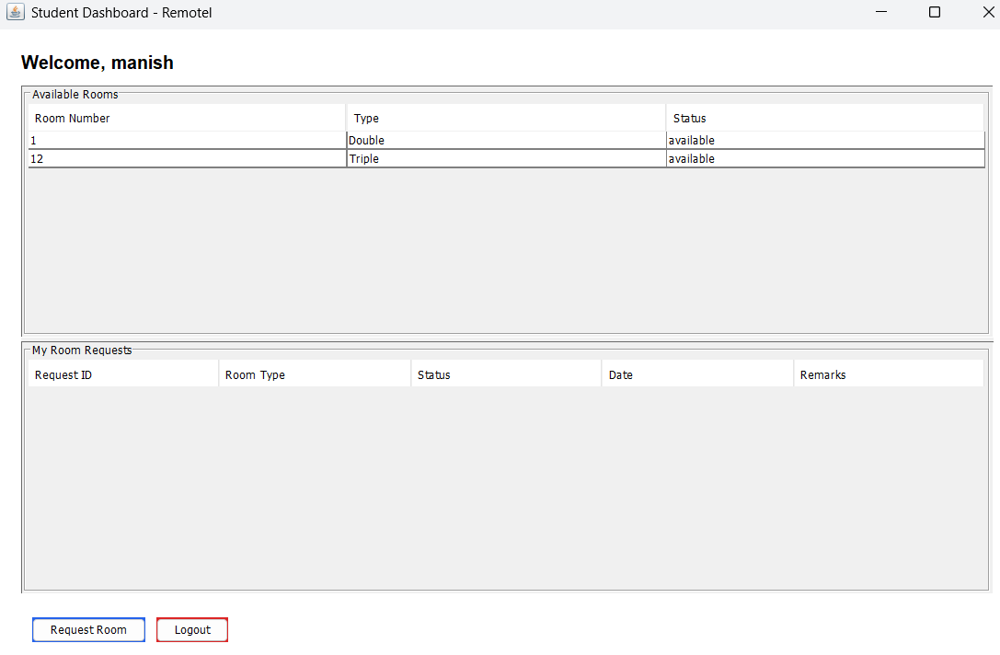 Student Dashboard - Remotel
Welcome, manish
Available Rooms
Room Number Type Status
1 Double available
12 Triple available
My Room Requests
Request ID Room Type Status Date Remarks
Request Room Logout